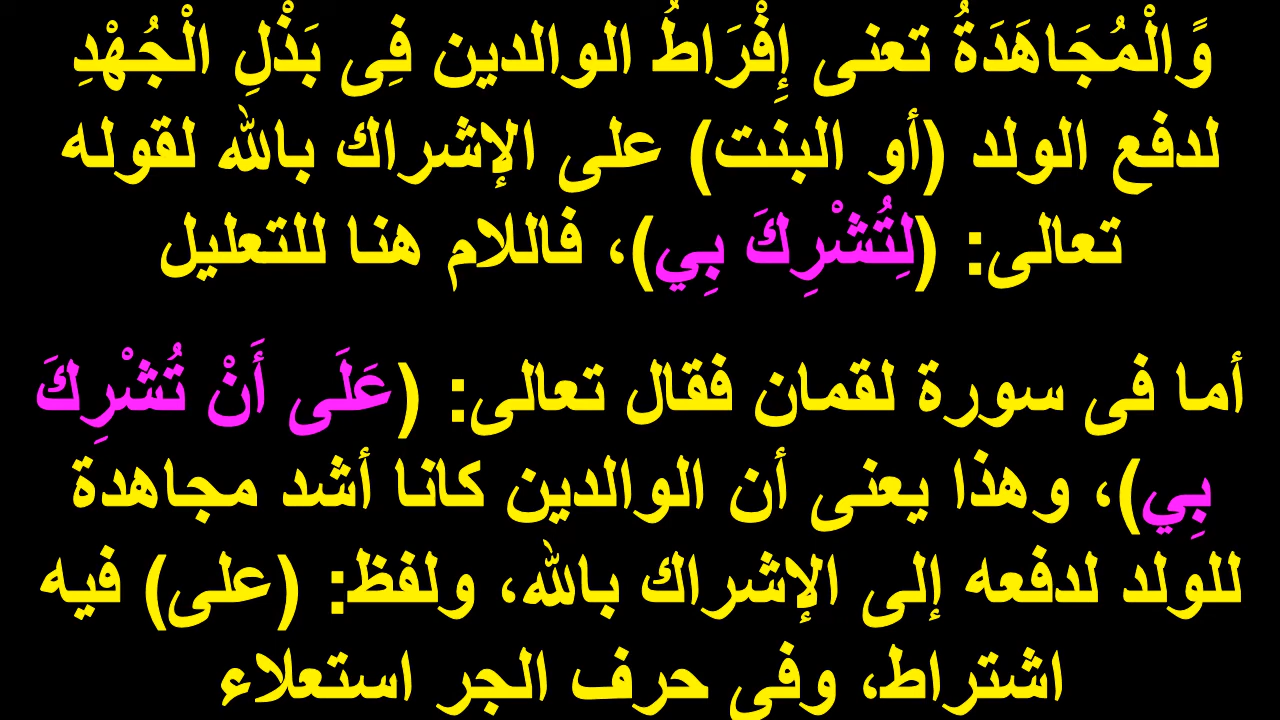 وًالْمُجَاهَدَةُ تعنى إِفْرَاطُ الوالدين فِى بَذْلِ الْجُهْدِ
لدفع الولد (أو البنت) على الإشراك بالله لقوله
تعالى: (لِتُشْرِكَ بِي)، فاللام هنا للتعليل
أما فى سورة لقمان فقال تعالى: (عَلَى أَنْ تُشْرِكَ
بِي)، وهذا يعنى أن الوالدين كانا أشد مجاهدة
للولد لدفعه إلى الإشراك بالله، ولفظ: (على) فيه
اشتراط، وفى حرف الجر استعلاء